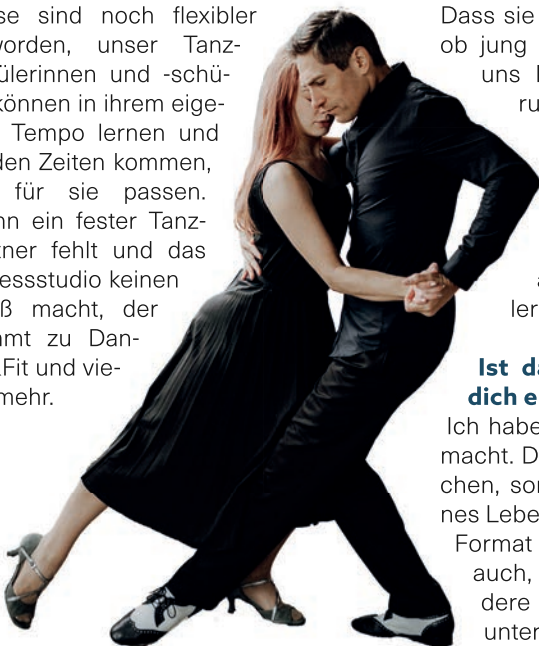 se sind noch flexibler
worden, unser Tanz-
ülerinnen und -schü-
können in ihrem eige-
Tempo lernen und
den Zeiten kommen,
für sie passen.
nn ein fester Tanz-
tner fehlt und das
essstudio keinen
ß macht, der
mt zu Dan-
Fit und vie-
mehr.
Dass sie
ob jung
uns
ru
ler
Ist da
dich e
Ich habe
macht. D
chen, son
nes Lebe
Format
auch,
dere
unter